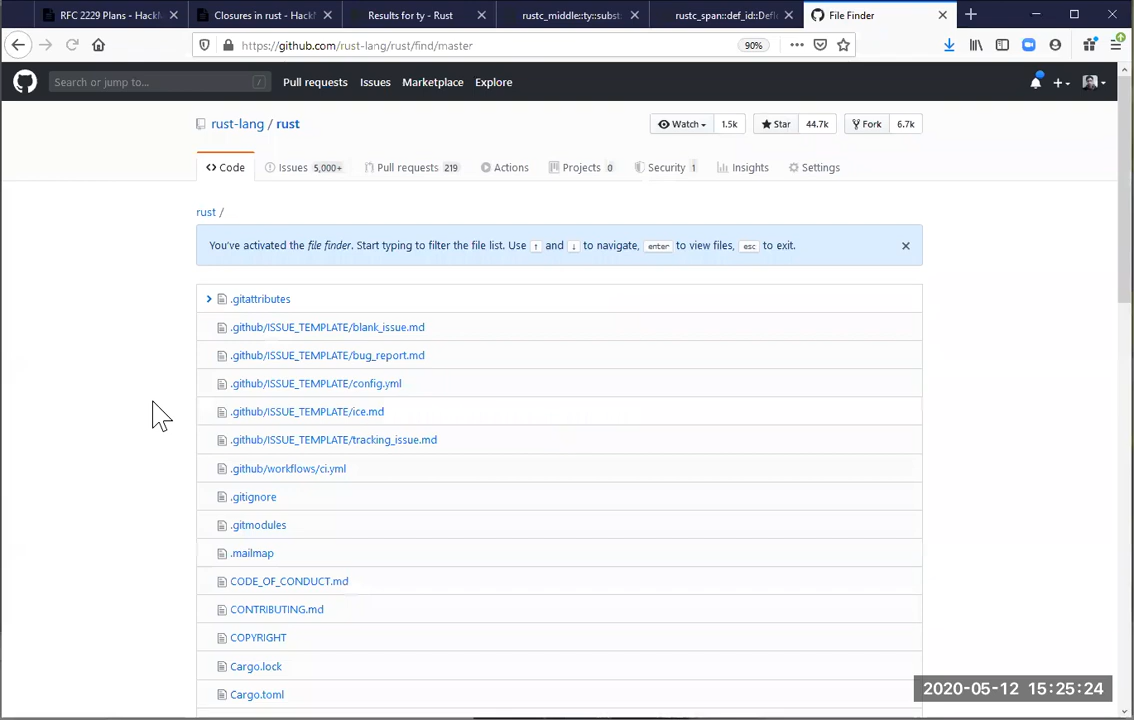 RFC 2229 Plans - HackM
Closures in rust - HackM
Results for ty - Rust
rustc_middle::ty::subst:
rustc_span::def_id::DefI
File Finder
https://github.com/rust-lang/rust/find/master
90%
Search or jump to...
/
Pull requests
Issues
Marketplace
Explore
rust-lang / rust
Watch
1.5k
Star
44.7k
Fork
6.7k
Code
Issues 5,000+
Pull requests 219
Actions
Projects 0
Security 1
Insights
Settings
rust /
You've activated the file finder. Start typing to filter the file list. Use ↑ and ↓ to navigate, enter to view files, esc to exit.
.gitattributes
.github/ISSUE_TEMPLATE/blank_issue.md
.github/ISSUE_TEMPLATE/bug_report.md
.github/ISSUE_TEMPLATE/config.yml
.github/ISSUE_TEMPLATE/ice.md
.github/ISSUE_TEMPLATE/tracking_issue.md
.github/workflows/ci.yml
.gitignore
.gitmodules
.mailmap
CODE_OF_CONDUCT.md
CONTRIBUTING.md
COPYRIGHT
Cargo.lock
Cargo.toml
2020-05-12 15:25:24